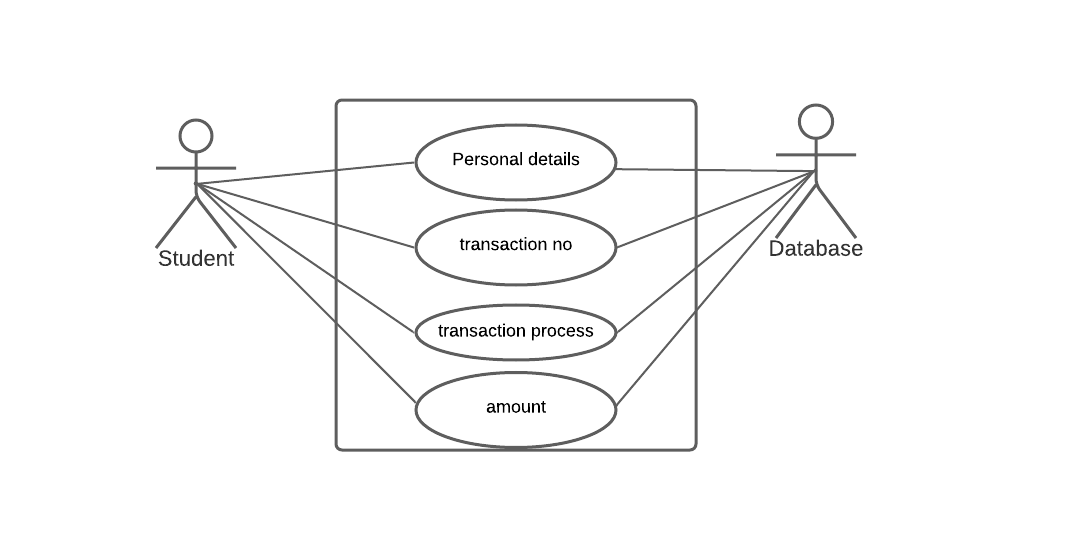 Personal details
transaction no
Student
Database
transaction process
amount